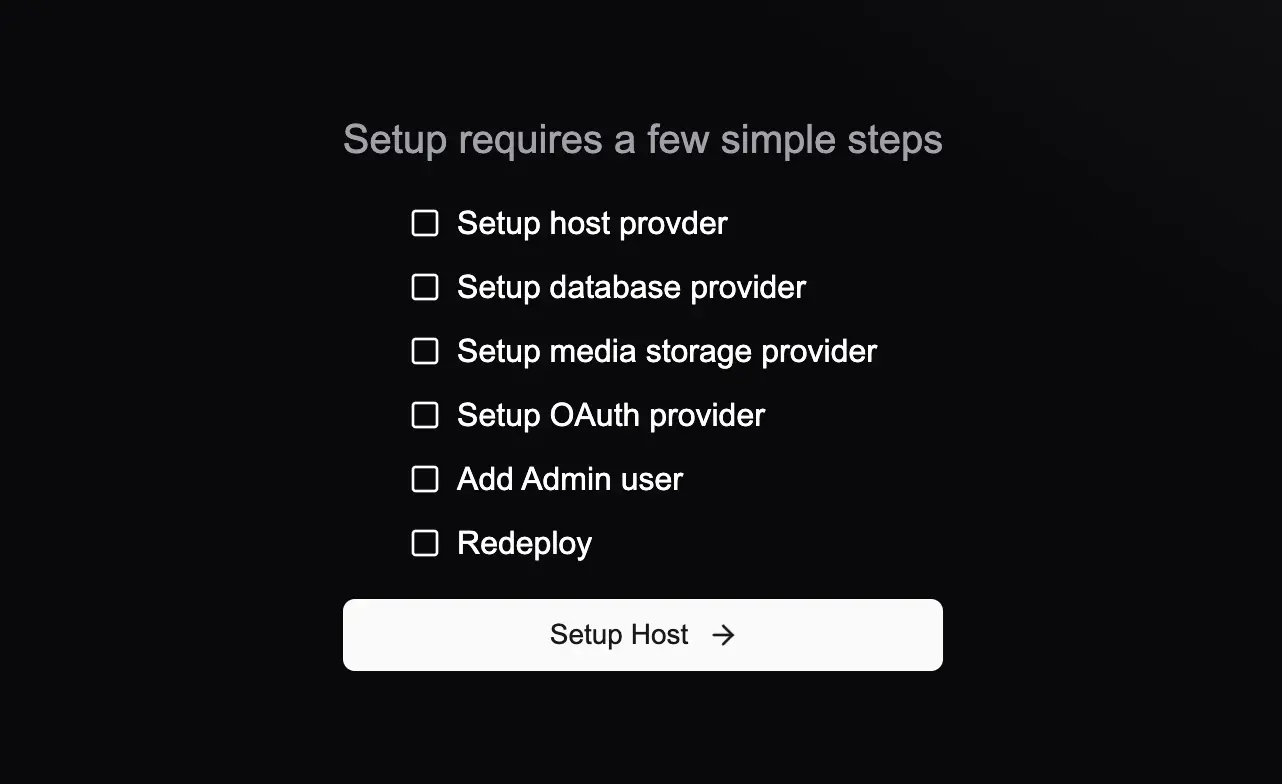 Setup requires a few simple steps
Setup host provder
Setup database provider
Setup media storage provider
Setup OAuth provider
Add Admin user
Redeploy
Setup Host →